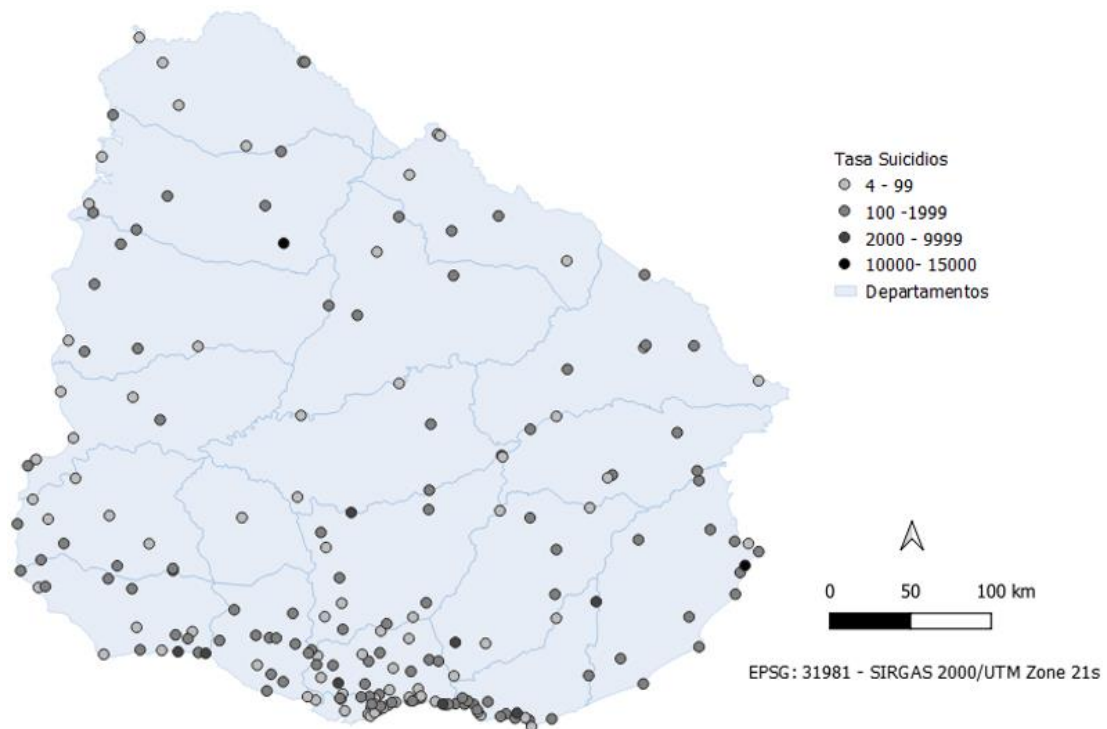 Tasa Suicidios
4 - 99
100 -1999
2000 - 9999
10000- 15000
Departamentos
0 50 100 km
EPSG: 31981 - SIRGAS 2000/UTM Zone 21s